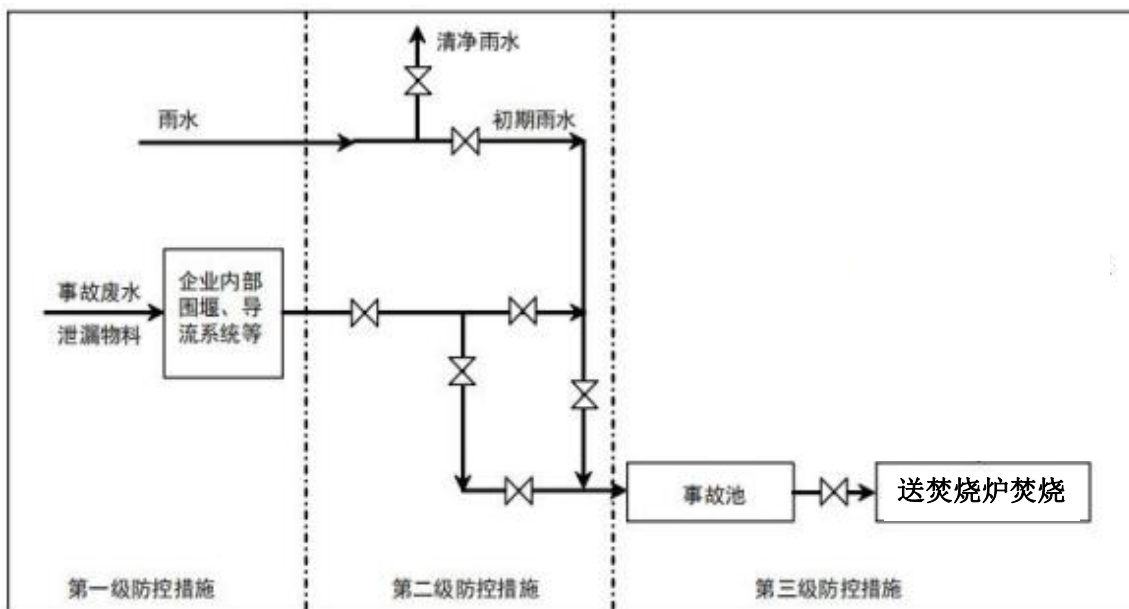 清净雨水
雨水
初期雨水
事故废水
泄漏物料
企业内部
围堰、导
流系统等
事故池
送焚烧炉焚烧
第一级防控措施
第二级防控措施
第三级防控措施